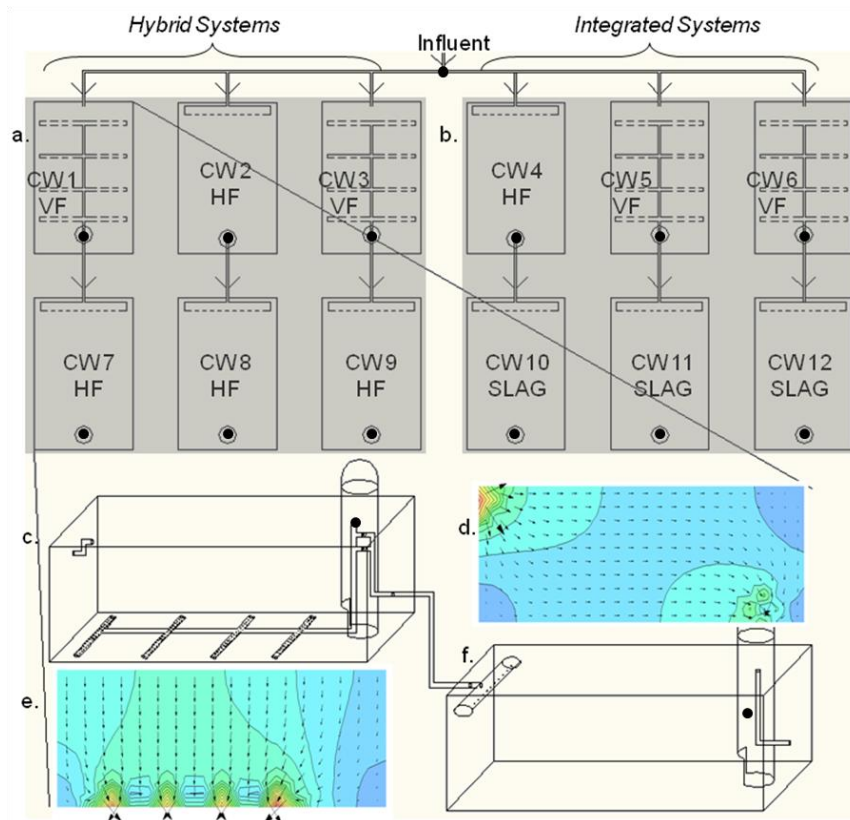 Hybrid Systems
Integrated Systems
Influent
a.
b.
CW1
VF
CW2
HF
CW3
VF
CW4
HF
CW5
VF
CW6
VF
CW7
HF
CW8
HF
CW9
HF
CW10
SLAG
CW11
SLAG
CW12
SLAG
c.
d.
e.
f.